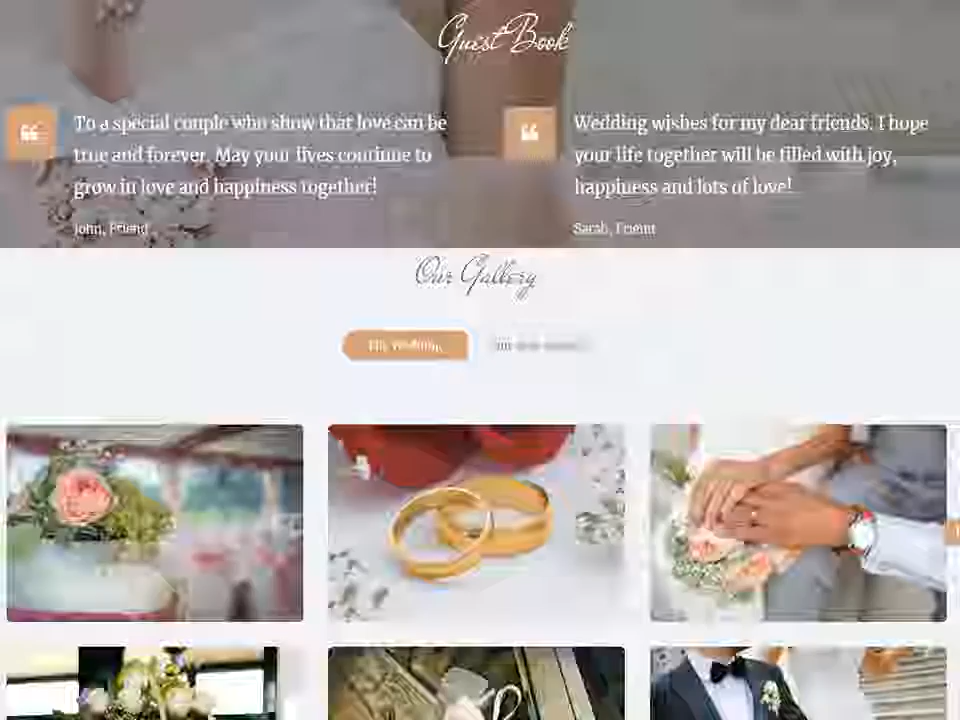 Guest Book
To a special couple who show that love can be
true and forever. May your lives continue to
grow in love and happiness together!
John, Friend
Wedding wishes for my dear friends. I hope
your life together will be filled with joy,
happiness and lots of love!
Sarah, Friend
Our Gallery
The Wedding